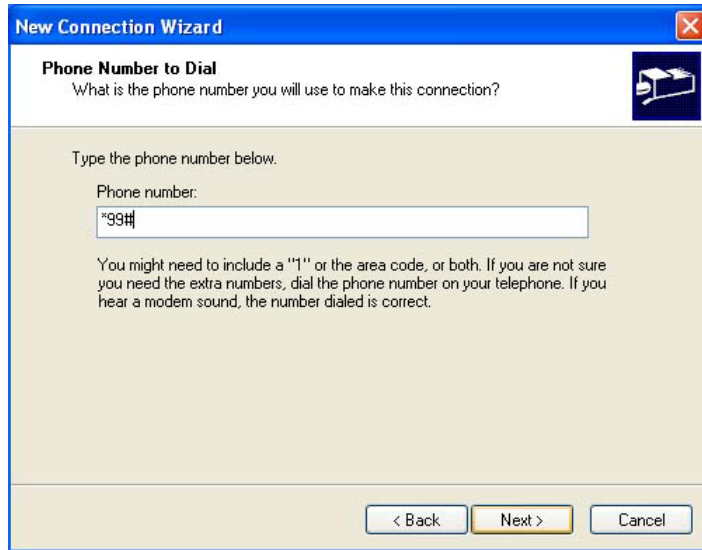 New Connection Wizard
Phone Number to Dial
What is the phone number you will use to make this connection?
Type the phone number below.
Phone number:
*99#
You might need to include a "1" or the area code, or both. If you are not sure
you need the extra numbers, dial the phone number on your telephone. If you
hear a modem sound, the number dialed is correct.
< Back
Next >
Cancel